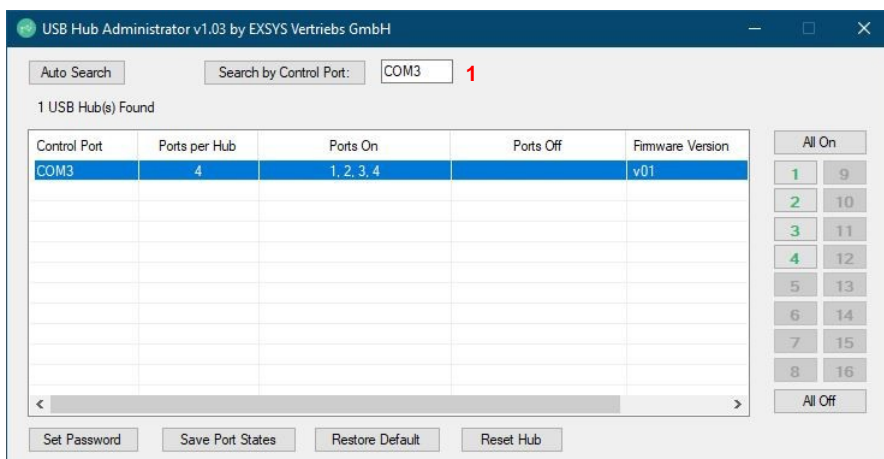 USB Hub Administrator v1.03 by EXSYS Vertriebs GmbH
Auto Search Search by Control Port: COM3 1
1 USB Hub(s) Found
Control Port Ports per Hub Ports On Ports Off Firmware Version All On
COM3 4 1, 2, 3, 4 v01
1 9
2 10
3 11
4 12
5 13
6 14
7 15
8 16
All Off
Set Password Save Port States Restore Default Reset Hub